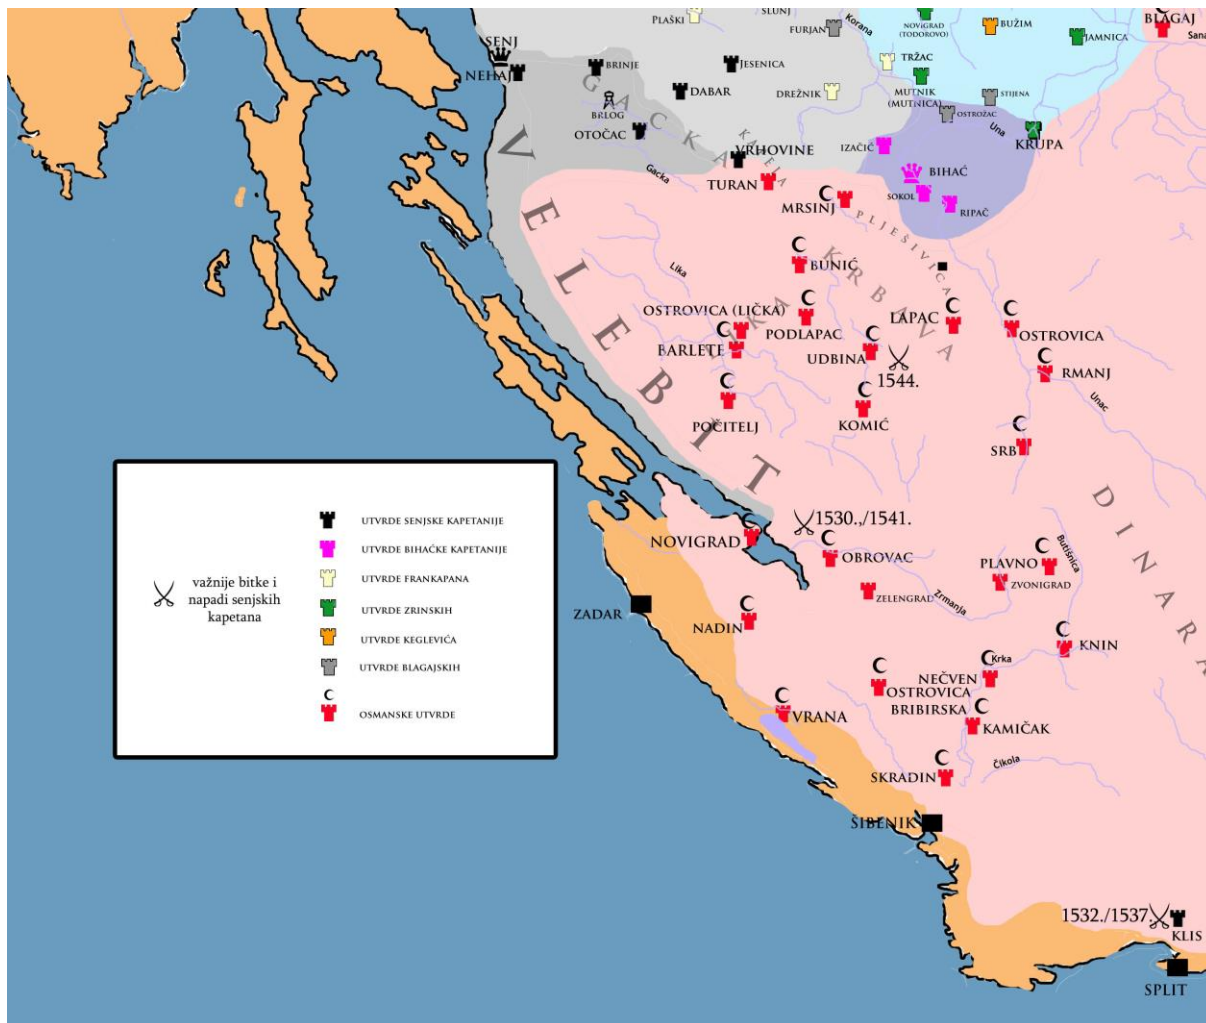 PLAŠKI
SLUNJ
FURJAN
Korana
NOVIGRAD
(TODOROVO)
BUŽIM
JAMNICA
BLAGAJ
Sana
SENJ
NEHAJ
BRINJE
JESENICA
TRŽAC
DABAR
DREŽNIK
MUTNIK
(MUTNICA)
STIJENA
OSTROŽAC
BRLOG
OTOČAC
GACKA
Una
KRUPA
VRHOVINE
KAPELA
IZAČIĆ
BIHAĆ
Gacka
TURAN
MRSINJ
SOKOL
RIPAČ
PLJEŠIVICA
VELEBIT
BUNIĆ
Lika
KRBAVA
LIKA
OSTROVICA (LIČKA)
PODLAPAC
LAPAC
OSTROVICA
BARLETE
UDBINA
1544.
RMANJ
Unac
POČITELJ
KOMIĆ
SRB
DINARA
NOVIGRAD
1530.,/1541.
OBROVAC
PLAVNO
Butišnica
ZVONIGRAD
ZELENGRAD
Zrmanja
ZADAR
NADIN
KNIN
Krka
NEČVEN
OSTROVICA
BRIBIRSKA
VRANA
KAMIČAK
SKRADIN
Čikola
ŠIBENIK
1532./1537.
KLIS
SPLIT
važnije bitke i
napadi senjskih
kapetana
UTVRDE SENJSKE KAPETANIJE
UTVRDE BIHAĆKE KAPETANIJE
UTVRDE FRANKAPANA
UTVRDE ZRINSKIH
UTVRDE KEGLEVIĆA
UTVRDE BLAGAJSKIH
OSMANSKE UTVRDE